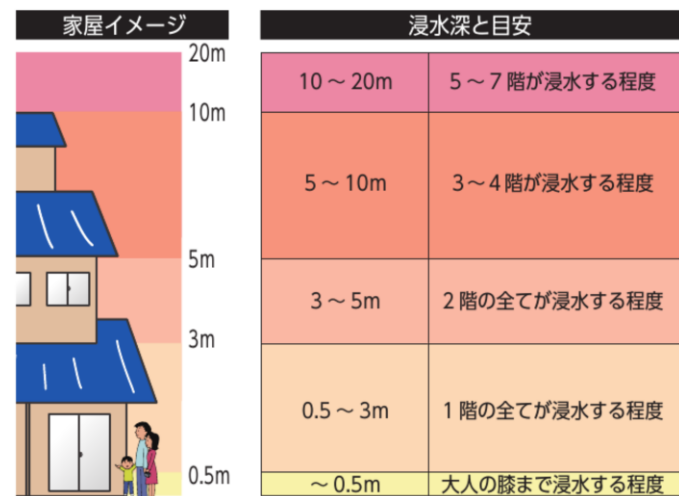 家屋イメージ
20m
10m
5m
3m
0.5m
浸水深と目安
10～20m 5～7階が浸水する程度
5～10m 3～4階が浸水する程度
3～5m 2階の全てが浸水する程度
0.5～3m 1階の全てが浸水する程度
～0.5m 大人の膝まで浸水する程度